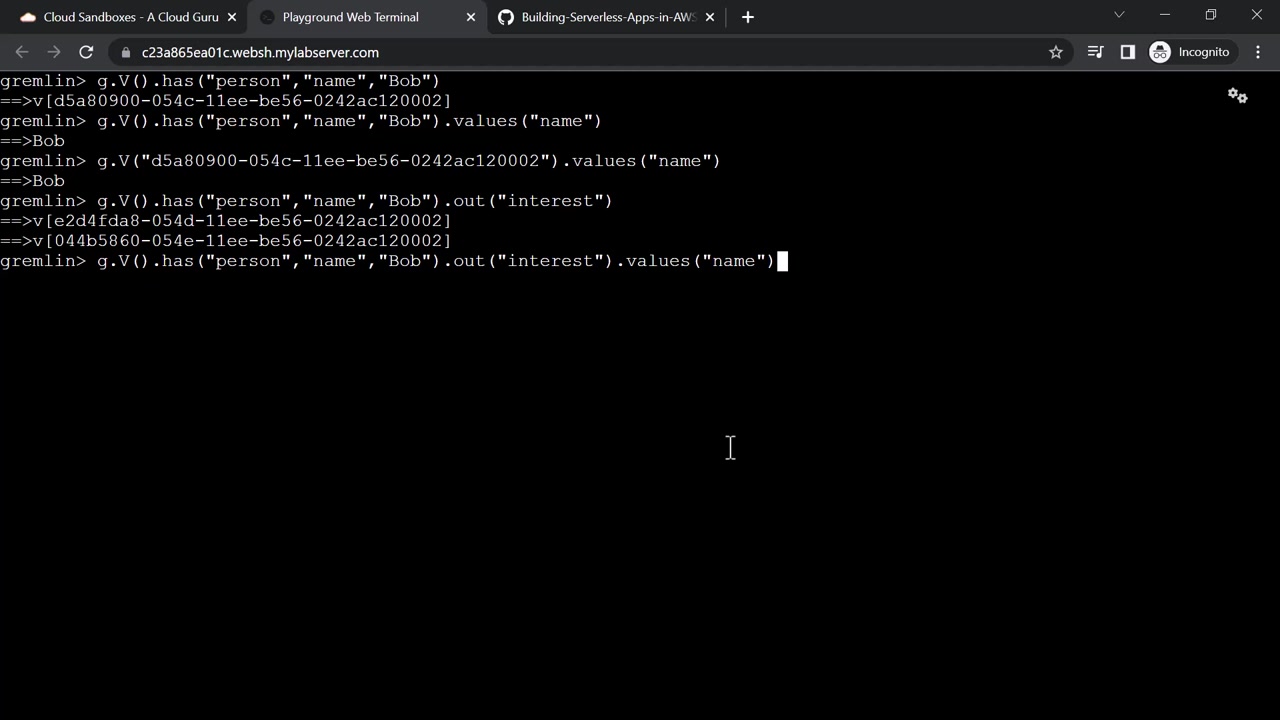 Cloud Sandboxes - A Cloud Guru
Playground Web Terminal
Building-Serverless-Apps-in-AWS
c23a865ea01c.websh.mylabserver.com
Incognito
gremlin> g.V().has("person","name","Bob")
==>v[d5a80900-054c-11ee-be56-0242ac120002]
gremlin> g.V().has("person","name","Bob").values("name")
==>Bob
gremlin> g.V("d5a80900-054c-11ee-be56-0242ac120002").values("name")
==>Bob
gremlin> g.V().has("person","name","Bob").out("interest")
==>v[e2d4fda8-054d-11ee-be56-0242ac120002]
==>v[044b5860-054e-11ee-be56-0242ac120002]
gremlin> g.V().has("person","name","Bob").out("interest").values("name")